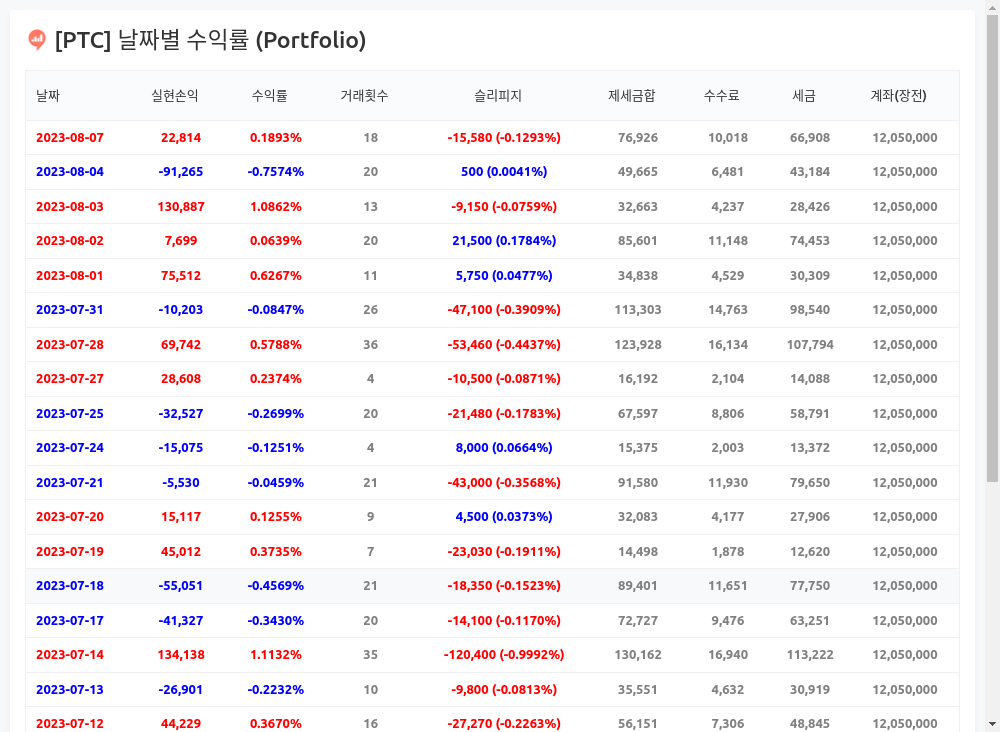 [PTC] 날짜별 수익률 (Portfolio)
날짜 실현손익 수익률 거래횟수 슬리피지 제세금합 수수료 세금 계좌(장전)
2023-08-07 22,814 0.1893% 18 -15,580 (-0.1293%) 76,926 10,018 66,908 12,050,000
2023-08-04 -91,265 -0.7574% 20 500 (0.0041%) 49,665 6,481 43,184 12,050,000
2023-08-03 130,887 1.0862% 13 -9,150 (-0.0759%) 32,663 4,237 28,426 12,050,000
2023-08-02 7,699 0.0639% 20 21,500 (0.1784%) 85,601 11,148 74,453 12,050,000
2023-08-01 75,512 0.6267% 11 5,750 (0.0477%) 34,838 4,529 30,309 12,050,000
2023-07-31 -10,203 -0.0847% 26 -47,100 (-0.3909%) 113,303 14,763 98,540 12,050,000
2023-07-28 69,742 0.5788% 36 -53,460 (-0.4437%) 123,928 16,134 107,794 12,050,000
2023-07-27 28,608 0.2374% 4 -10,500 (-0.0871%) 16,192 2,104 14,088 12,050,000
2023-07-25 -32,527 -0.2699% 20 -21,480 (-0.1783%) 67,597 8,806 58,791 12,050,000
2023-07-24 -15,075 -0.1251% 4 8,000 (0.0664%) 15,375 2,003 13,372 12,050,000
2023-07-21 -5,530 -0.0459% 21 -43,000 (-0.3568%) 91,580 11,930 79,650 12,050,000
2023-07-20 15,117 0.1255% 9 4,500 (0.0373%) 32,083 4,177 27,906 12,050,000
2023-07-19 45,012 0.3735% 7 -23,030 (-0.1911%) 14,498 1,878 12,620 12,050,000
2023-07-18 -55,051 -0.4569% 21 -18,350 (-0.1523%) 89,401 11,651 77,750 12,050,000
2023-07-17 -41,327 -0.3430% 20 -14,100 (-0.1170%) 72,727 9,476 63,251 12,050,000
2023-07-14 134,138 1.1132% 35 -120,400 (-0.9992%) 130,162 16,940 113,222 12,050,000
2023-07-13 -26,901 -0.2232% 10 -9,800 (-0.0813%) 35,551 4,632 30,919 12,050,000
2023-07-12 44,229 0.3670% 16 -27,270 (-0.2263%) 56,151 7,306 48,845 12,050,000